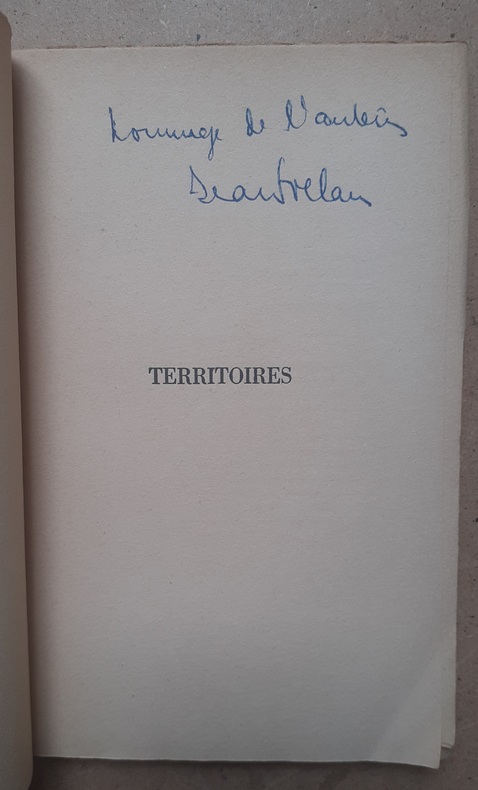 hommage de l'auteur
Jean Follain
TERRITOIRES